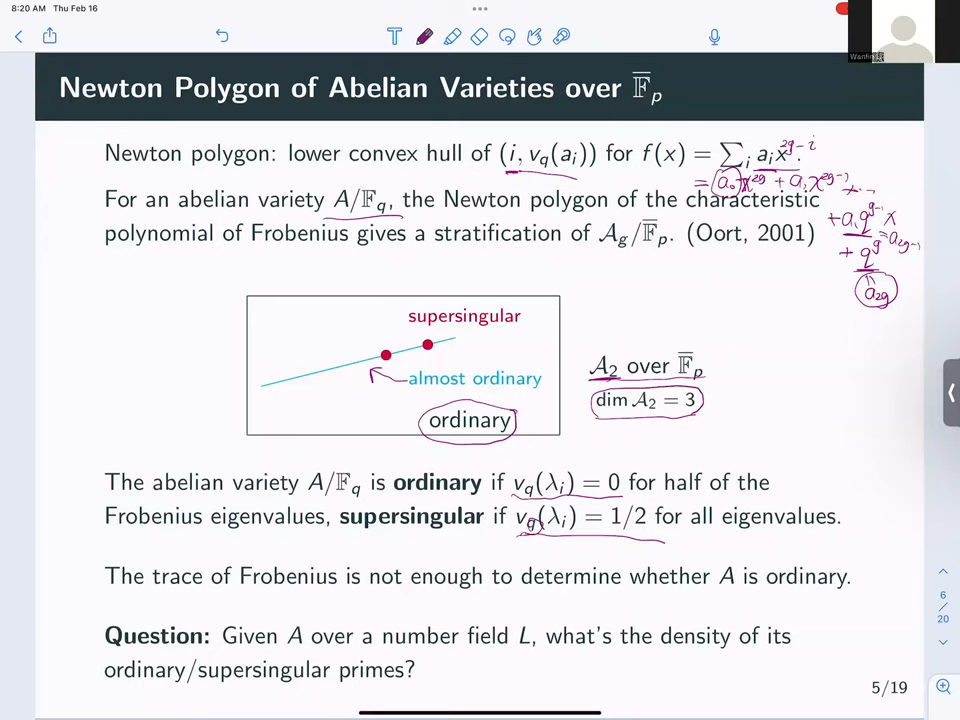 8:20 AM Thu Feb 16
Newton Polygon of Abelian Varieties over F̅_p
Newton polygon: lower convex hull of (i, v_q(a_i)) for f(x) = ∑_i a_i x^{2g-i}.
= a_0 x^{2g} + a_1 x^{2g-1}
+ ...
For an abelian variety A/F_q, the Newton polygon of the characteristic
polynomial of Frobenius gives a stratification of A_g/F̅_p. (Oort, 2001)
+ a_1 q^{g-1} x
= a_{2g-1}
+ q^g
a_{2g}
supersingular
almost ordinary
ordinary
A_2 over F̅_p
dim A_2 = 3
The abelian variety A/F_q is ordinary if v_q(λ_i) = 0 for half of the
Frobenius eigenvalues, supersingular if v_q(λ_i) = 1/2 for all eigenvalues.
The trace of Frobenius is not enough to determine whether A is ordinary.
Question: Given A over a number field L, what's the density of its
ordinary/supersingular primes?
5/19
6
/
20